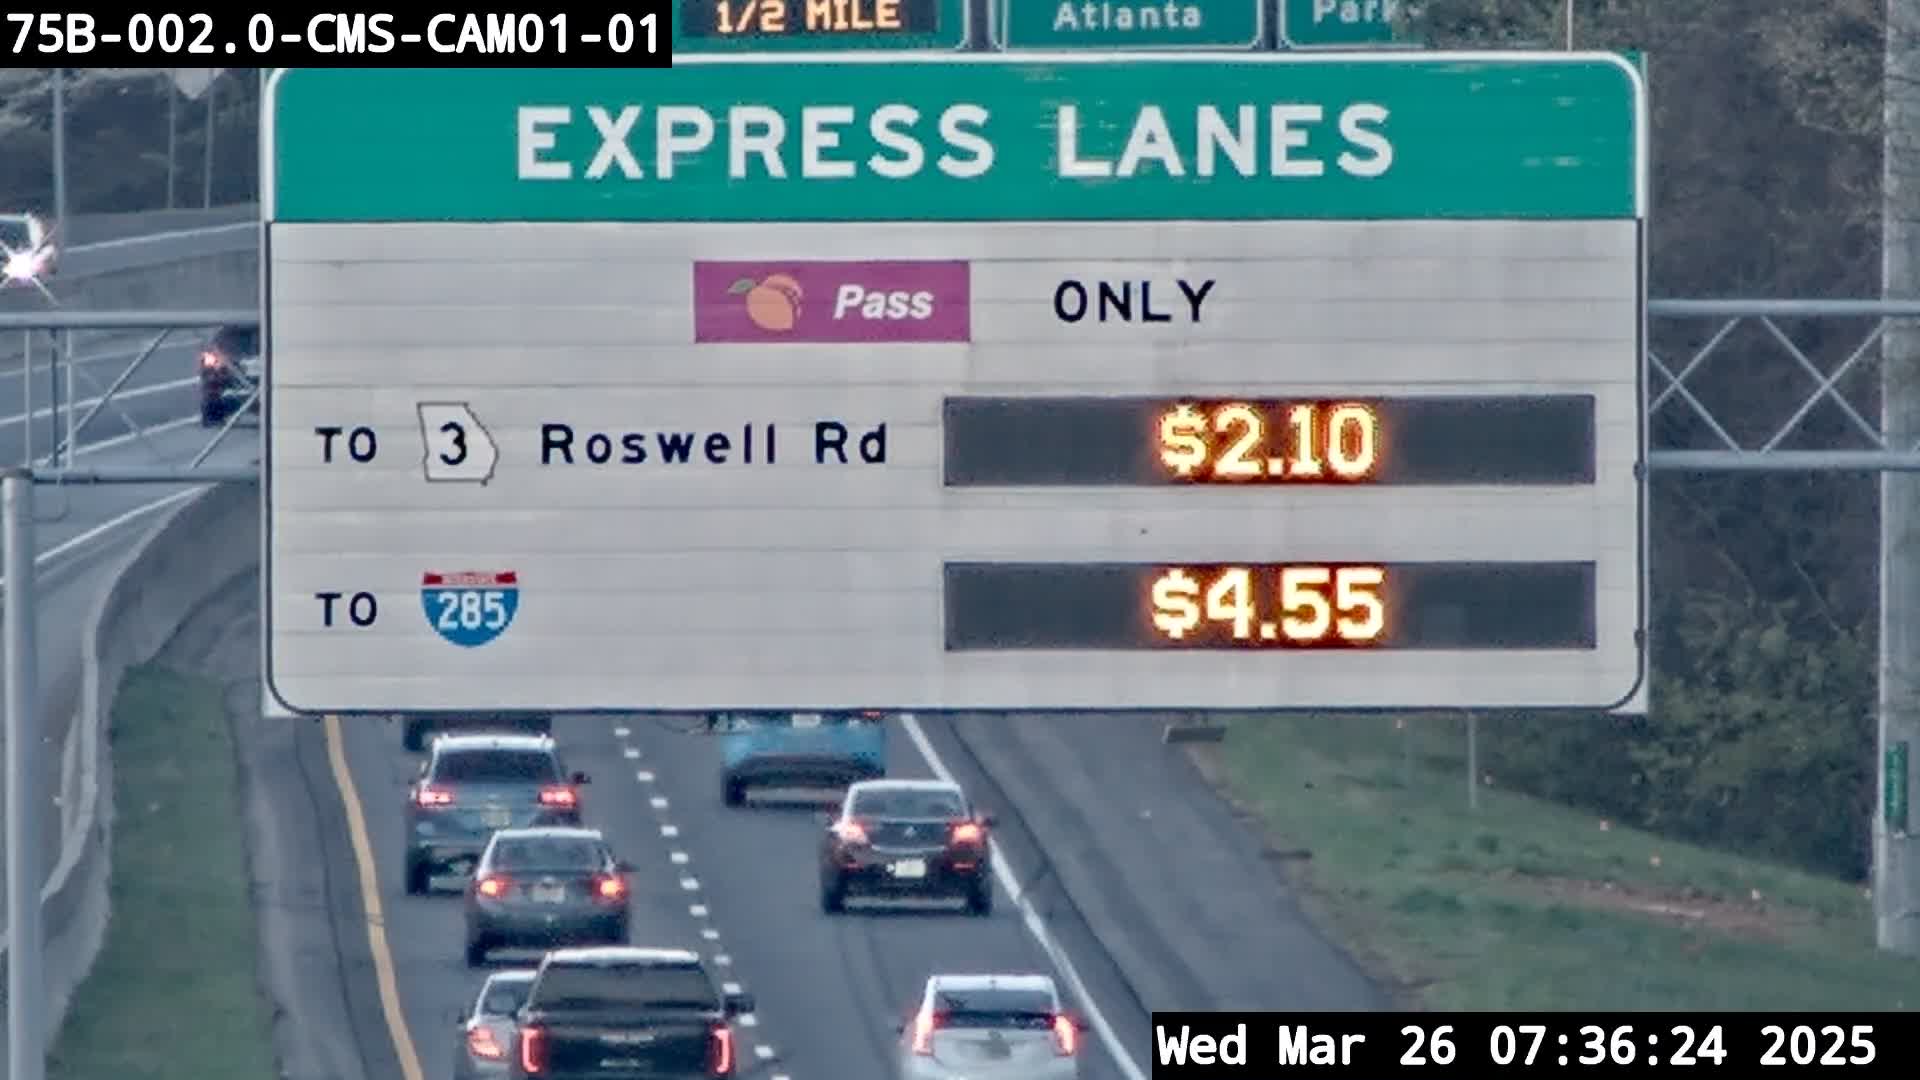 75B-002.0-CMS-CAM01-01
1/2 MILE
Atlanta
Park
EXPRESS LANES
Pass ONLY
TO 3 Roswell Rd $2.10
TO 285 $4.55
Wed Mar 26 07:36:24 2025